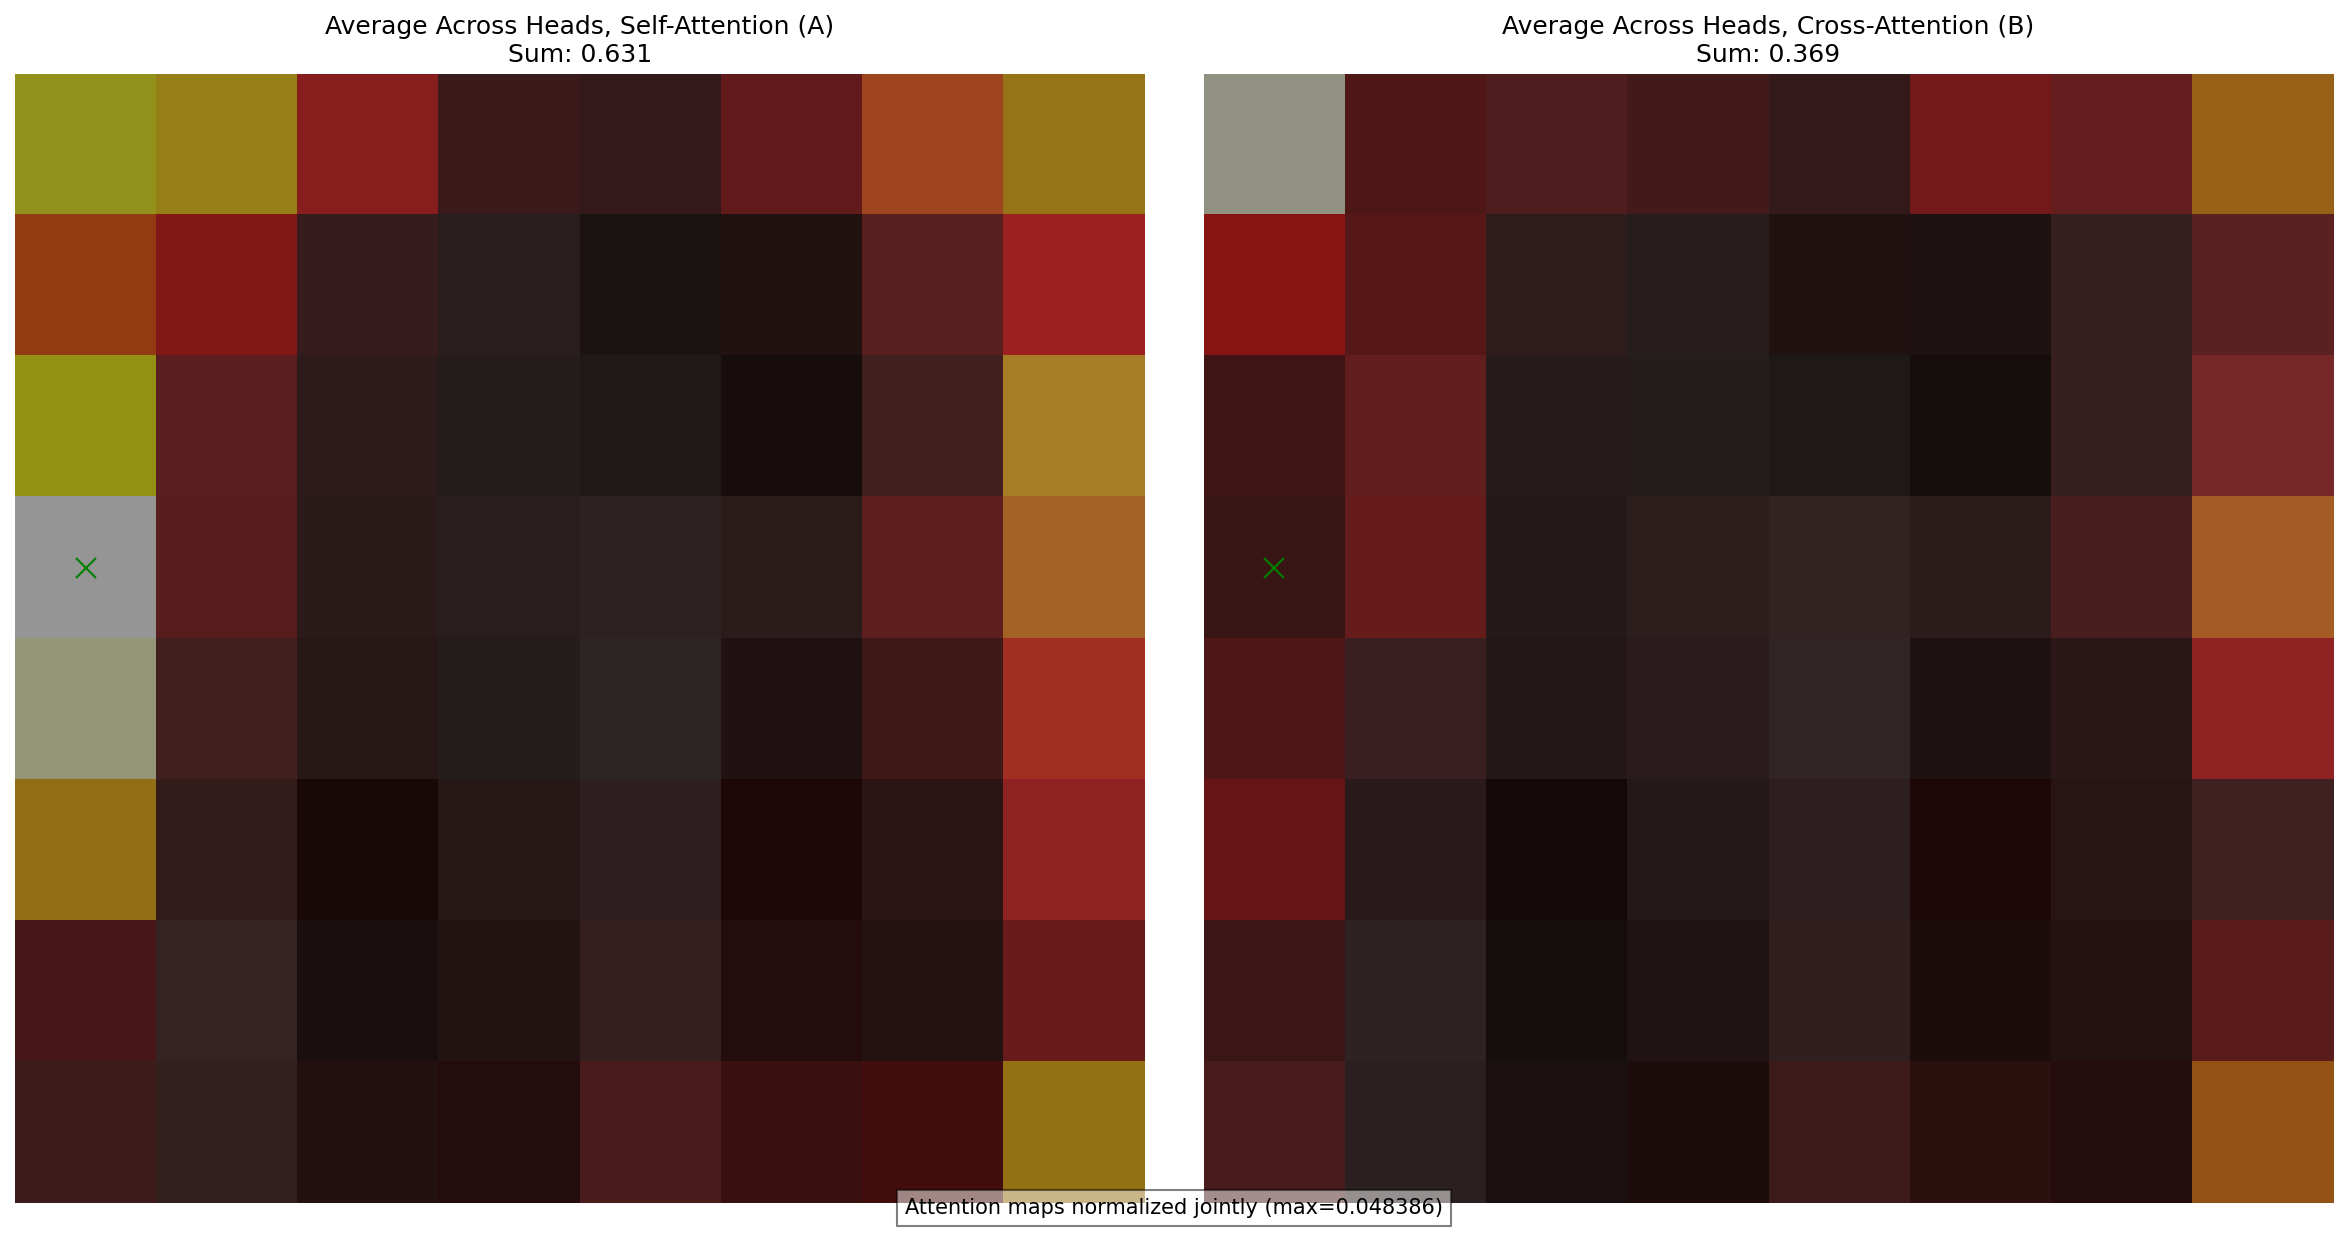 Average Across Heads, Self-Attention (A)
Sum: 0.631
Average Across Heads, Cross-Attention (B)
Sum: 0.369
Attention maps normalized jointly (max=0.048386)